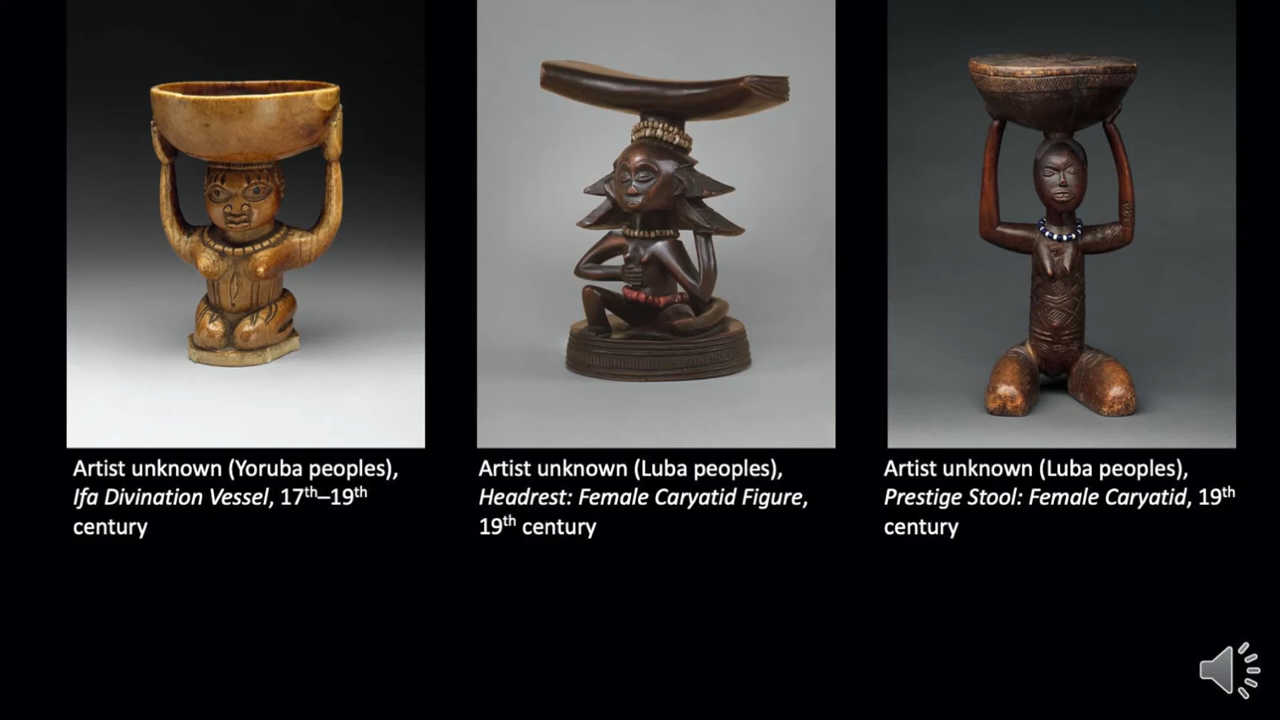 Artist unknown (Yoruba peoples),
Ifa Divination Vessel, 17th–19th
century
Artist unknown (Luba peoples),
Headrest: Female Caryatid Figure,
19th century
Artist unknown (Luba peoples),
Prestige Stool: Female Caryatid, 19th
century